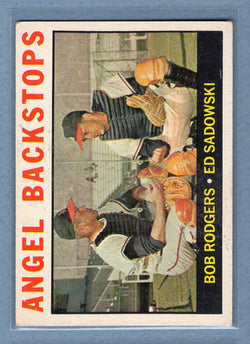 ANGEL BACKSTOPS
BOB RODGERS • ED SADOWSKI